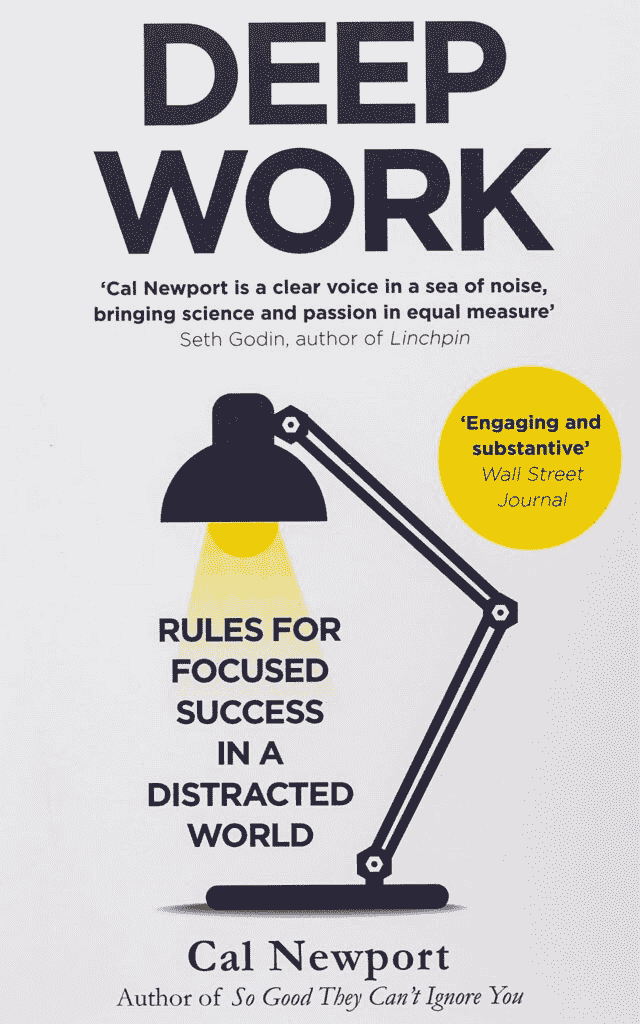 DEEP
WORK
‘Cal Newport is a clear voice in a sea of noise,
bringing science and passion in equal measure’
Seth Godin, author of Linchpin
‘Engaging and
substantive’
Wall Street
Journal
RULES FOR
FOCUSED
SUCCESS
IN A
DISTRACTED
WORLD
Cal Newport
Author of So Good They Can’t Ignore You